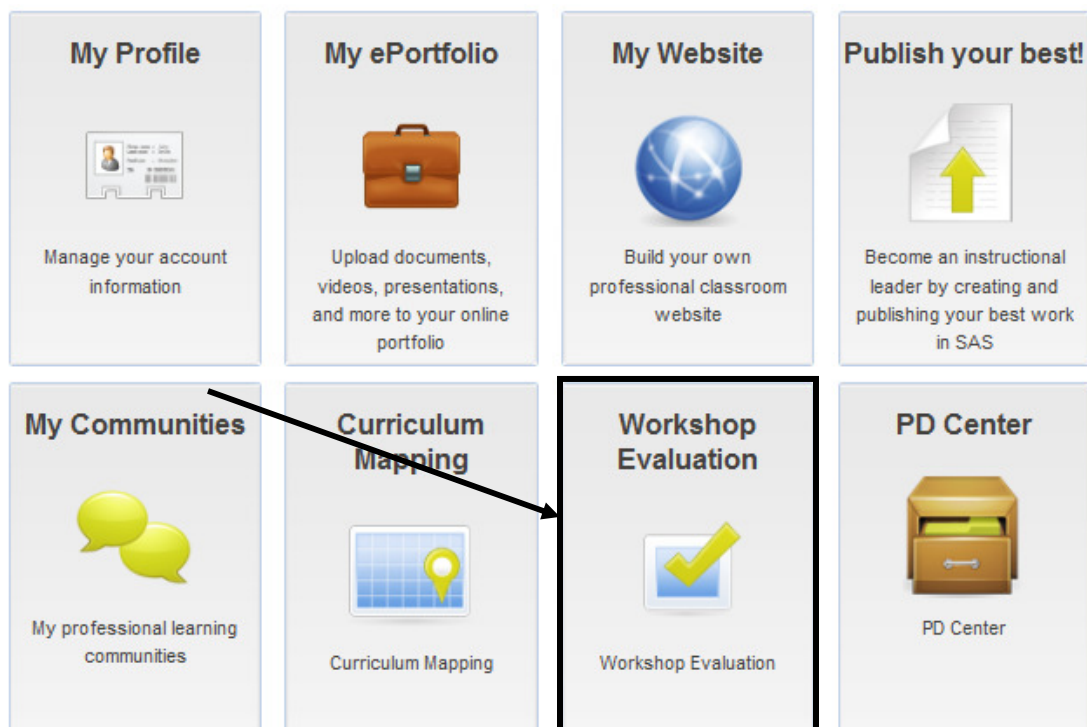 My Profile
Manage your account
information
My ePortfolio
Upload documents,
videos, presentations,
and more to your online
portfolio
My Website
Build your own
professional classroom
website
Publish your best!
Become an instructional
leader by creating and
publishing your best work
in SAS
My Communities
My professional learning
communities
Curriculum
Mapping
Curriculum Mapping
Workshop
Evaluation
Workshop Evaluation
PD Center
PD Center